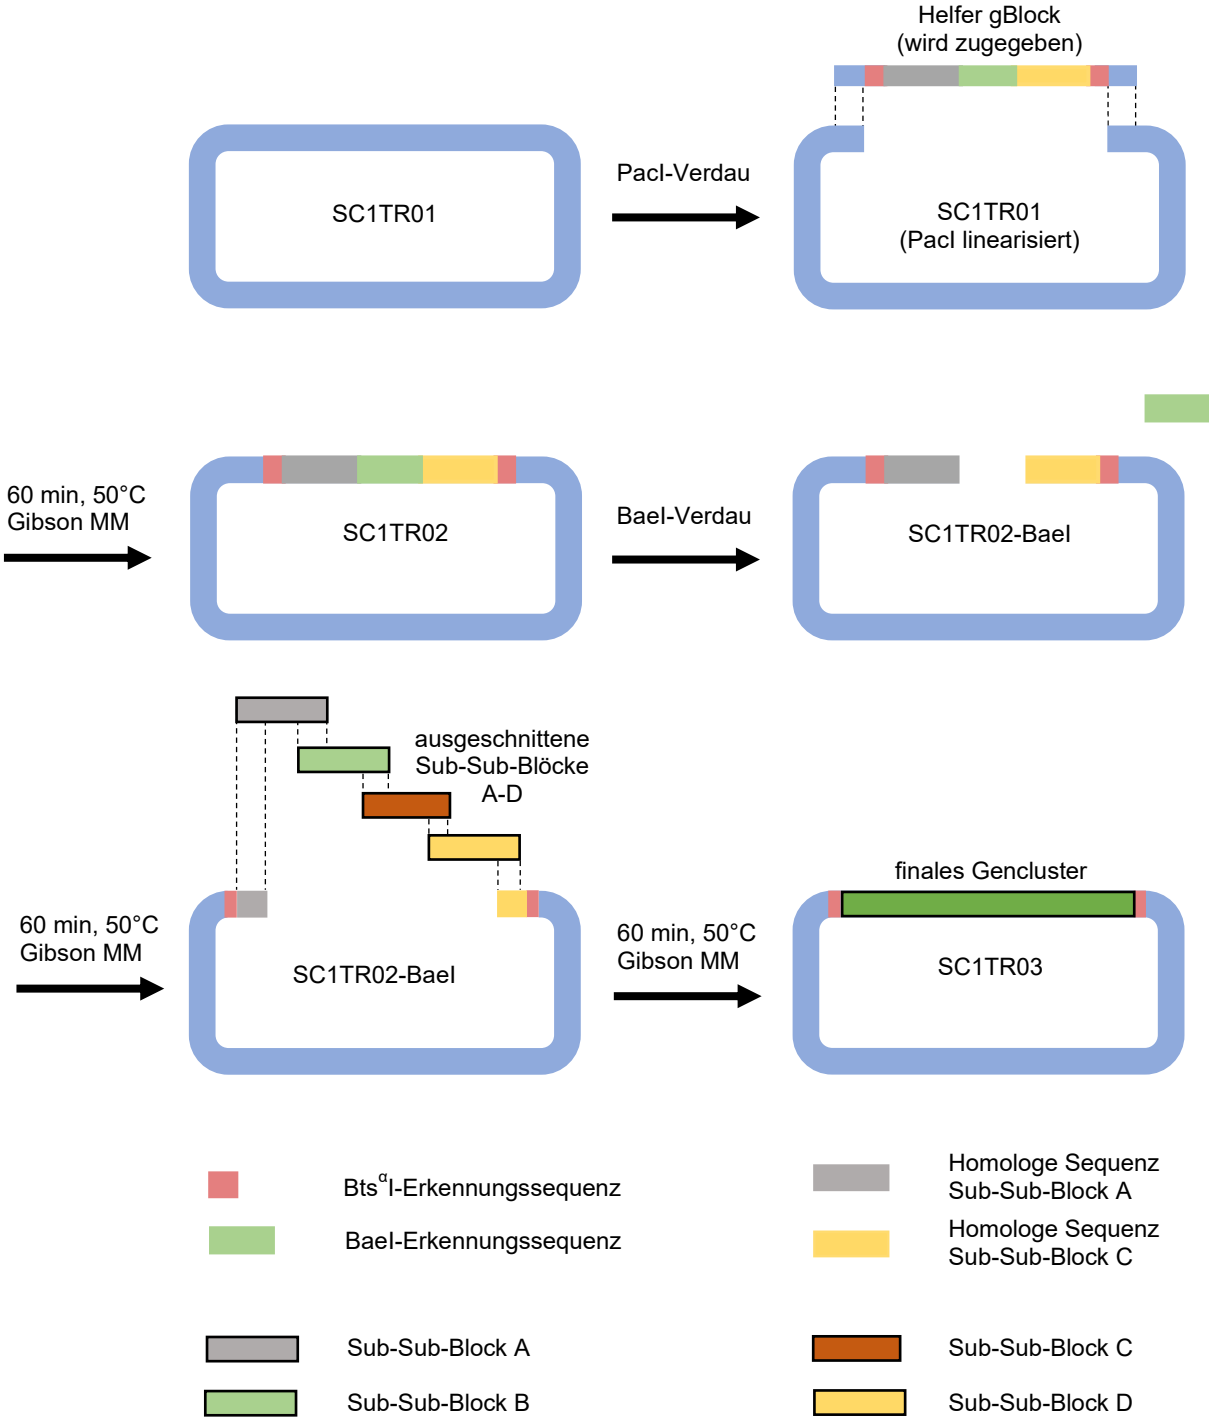 Helfer gBlock
(wird zugegeben)
SC1TR01
PacI-Verdau
SC1TR01
(PacI linearisiert)
60 min, 50°C
Gibson MM
SC1TR02
BaeI-Verdau
SC1TR02-BaeI
ausgeschnittene
Sub-Sub-Blöcke
A-D
60 min, 50°C
Gibson MM
SC1TR02-BaeI
60 min, 50°C
Gibson MM
finales Gencluster
SC1TR03
BtsαI-Erkennungssequenz
BaeI-Erkennungssequenz
Homologe Sequenz
Sub-Sub-Block A
Homologe Sequenz
Sub-Sub-Block C
Sub-Sub-Block A
Sub-Sub-Block B
Sub-Sub-Block C
Sub-Sub-Block D